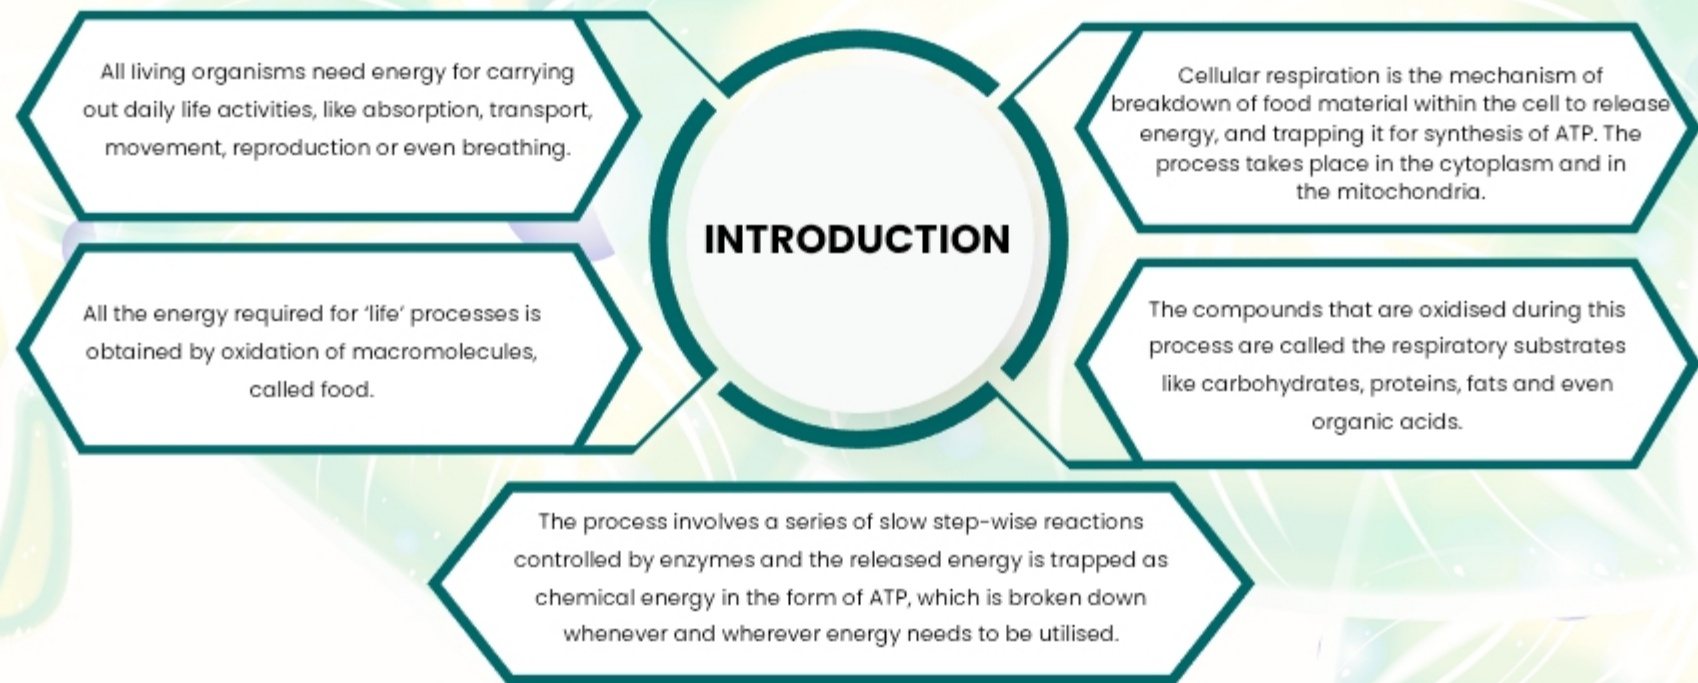 All living organisms need energy for carrying
out daily life activities, like absorption, transport,
movement, reproduction or even breathing.
All the energy required for ‘life’ processes is
obtained by oxidation of macromolecules,
called food.
INTRODUCTION
Cellular respiration is the mechanism of
breakdown of food material within the cell to release
energy, and trapping it for synthesis of ATP. The
process takes place in the cytoplasm and in
the mitochondria.
The compounds that are oxidised during this
process are called the respiratory substrates
like carbohydrates, proteins, fats and even
organic acids.
The process involves a series of slow step-wise reactions
controlled by enzymes and the released energy is trapped as
chemical energy in the form of ATP, which is broken down
whenever and wherever energy needs to be utilised.